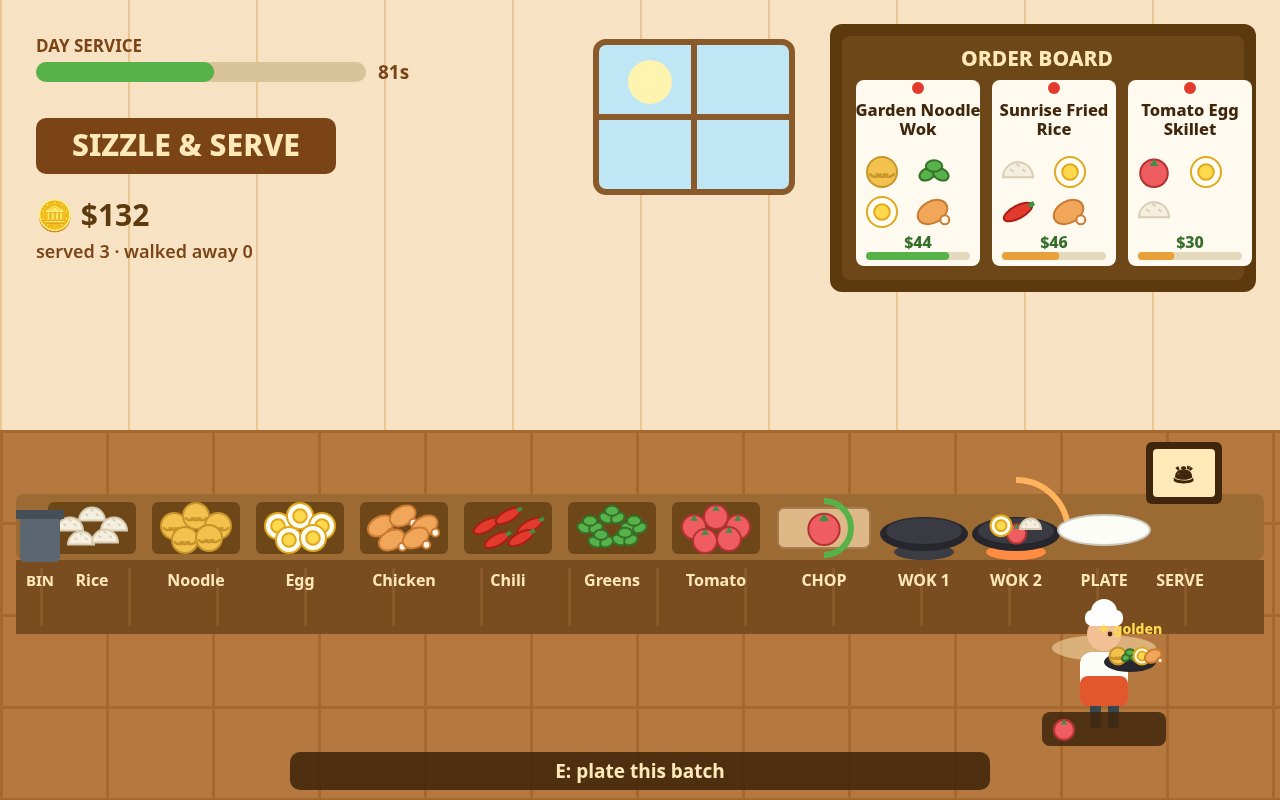 DAY SERVICE
81s
SIZZLE & SERVE
$132
served 3 · walked away 0
ORDER BOARD
Garden Noodle
Wok
$44
Sunrise Fried
Rice
$46
Tomato Egg
Skillet
$30
BIN
Rice
Noodle
Egg
Chicken
Chili
Greens
Tomato
CHOP
WOK 1
WOK 2
PLATE
SERVE
golden
E: plate this batch